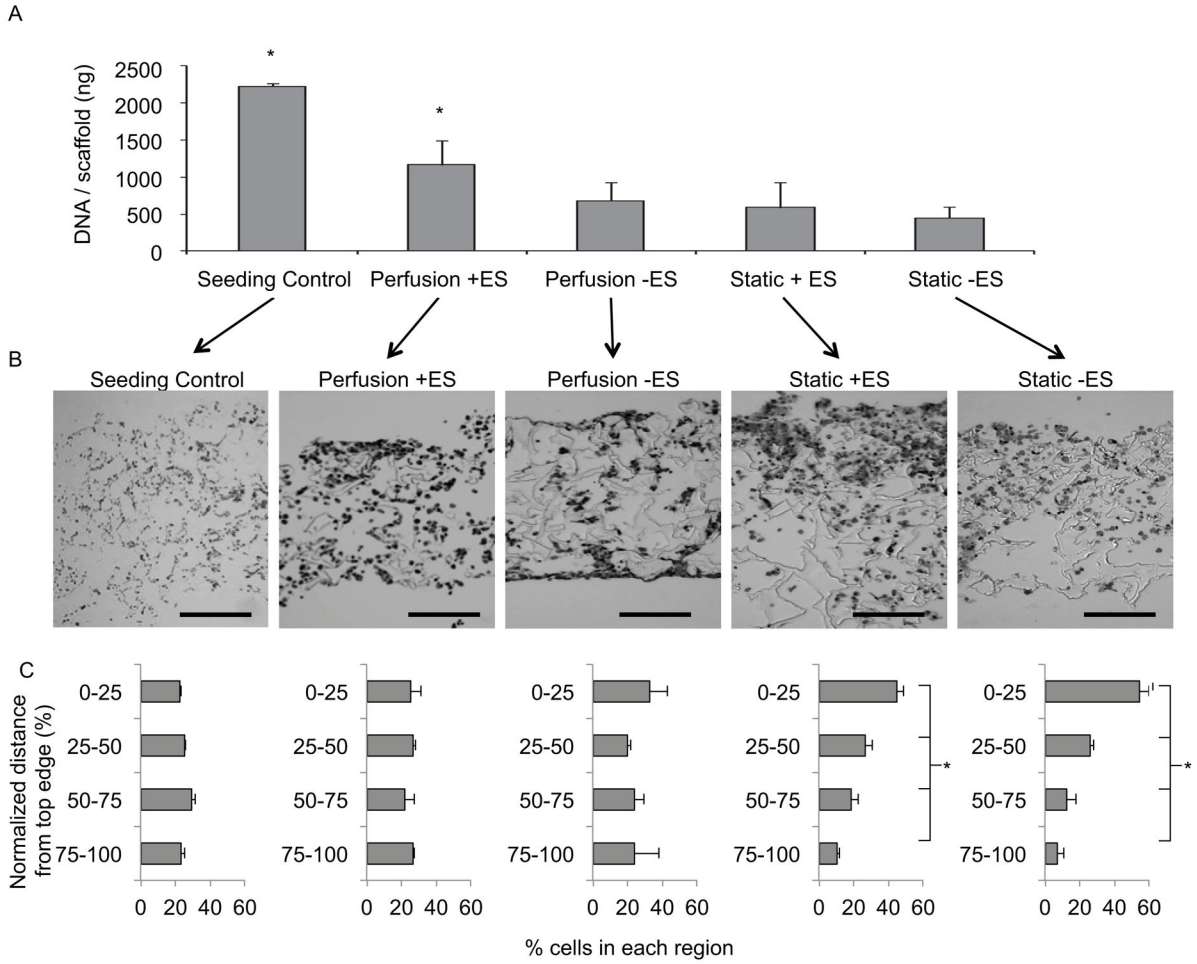 A
*
*
DNA / scaffold (ng)
2500
2000
1500
1000
500
0
Seeding Control Perfusion +ES Perfusion -ES Static + ES Static -ES
B
Seeding Control Perfusion +ES Perfusion -ES Static +ES Static -ES
C
Normalized distance
from top edge (%)
0-25 0-25 0-25 0-25 0-25
25-50 25-50 25-50 25-50 25-50
* *
50-75 50-75 50-75 50-75 50-75
75-100 75-100 75-100 75-100 75-100
0 20 40 60 0 20 40 60 0 20 40 60 0 20 40 60 0 20 40 60
% cells in each region